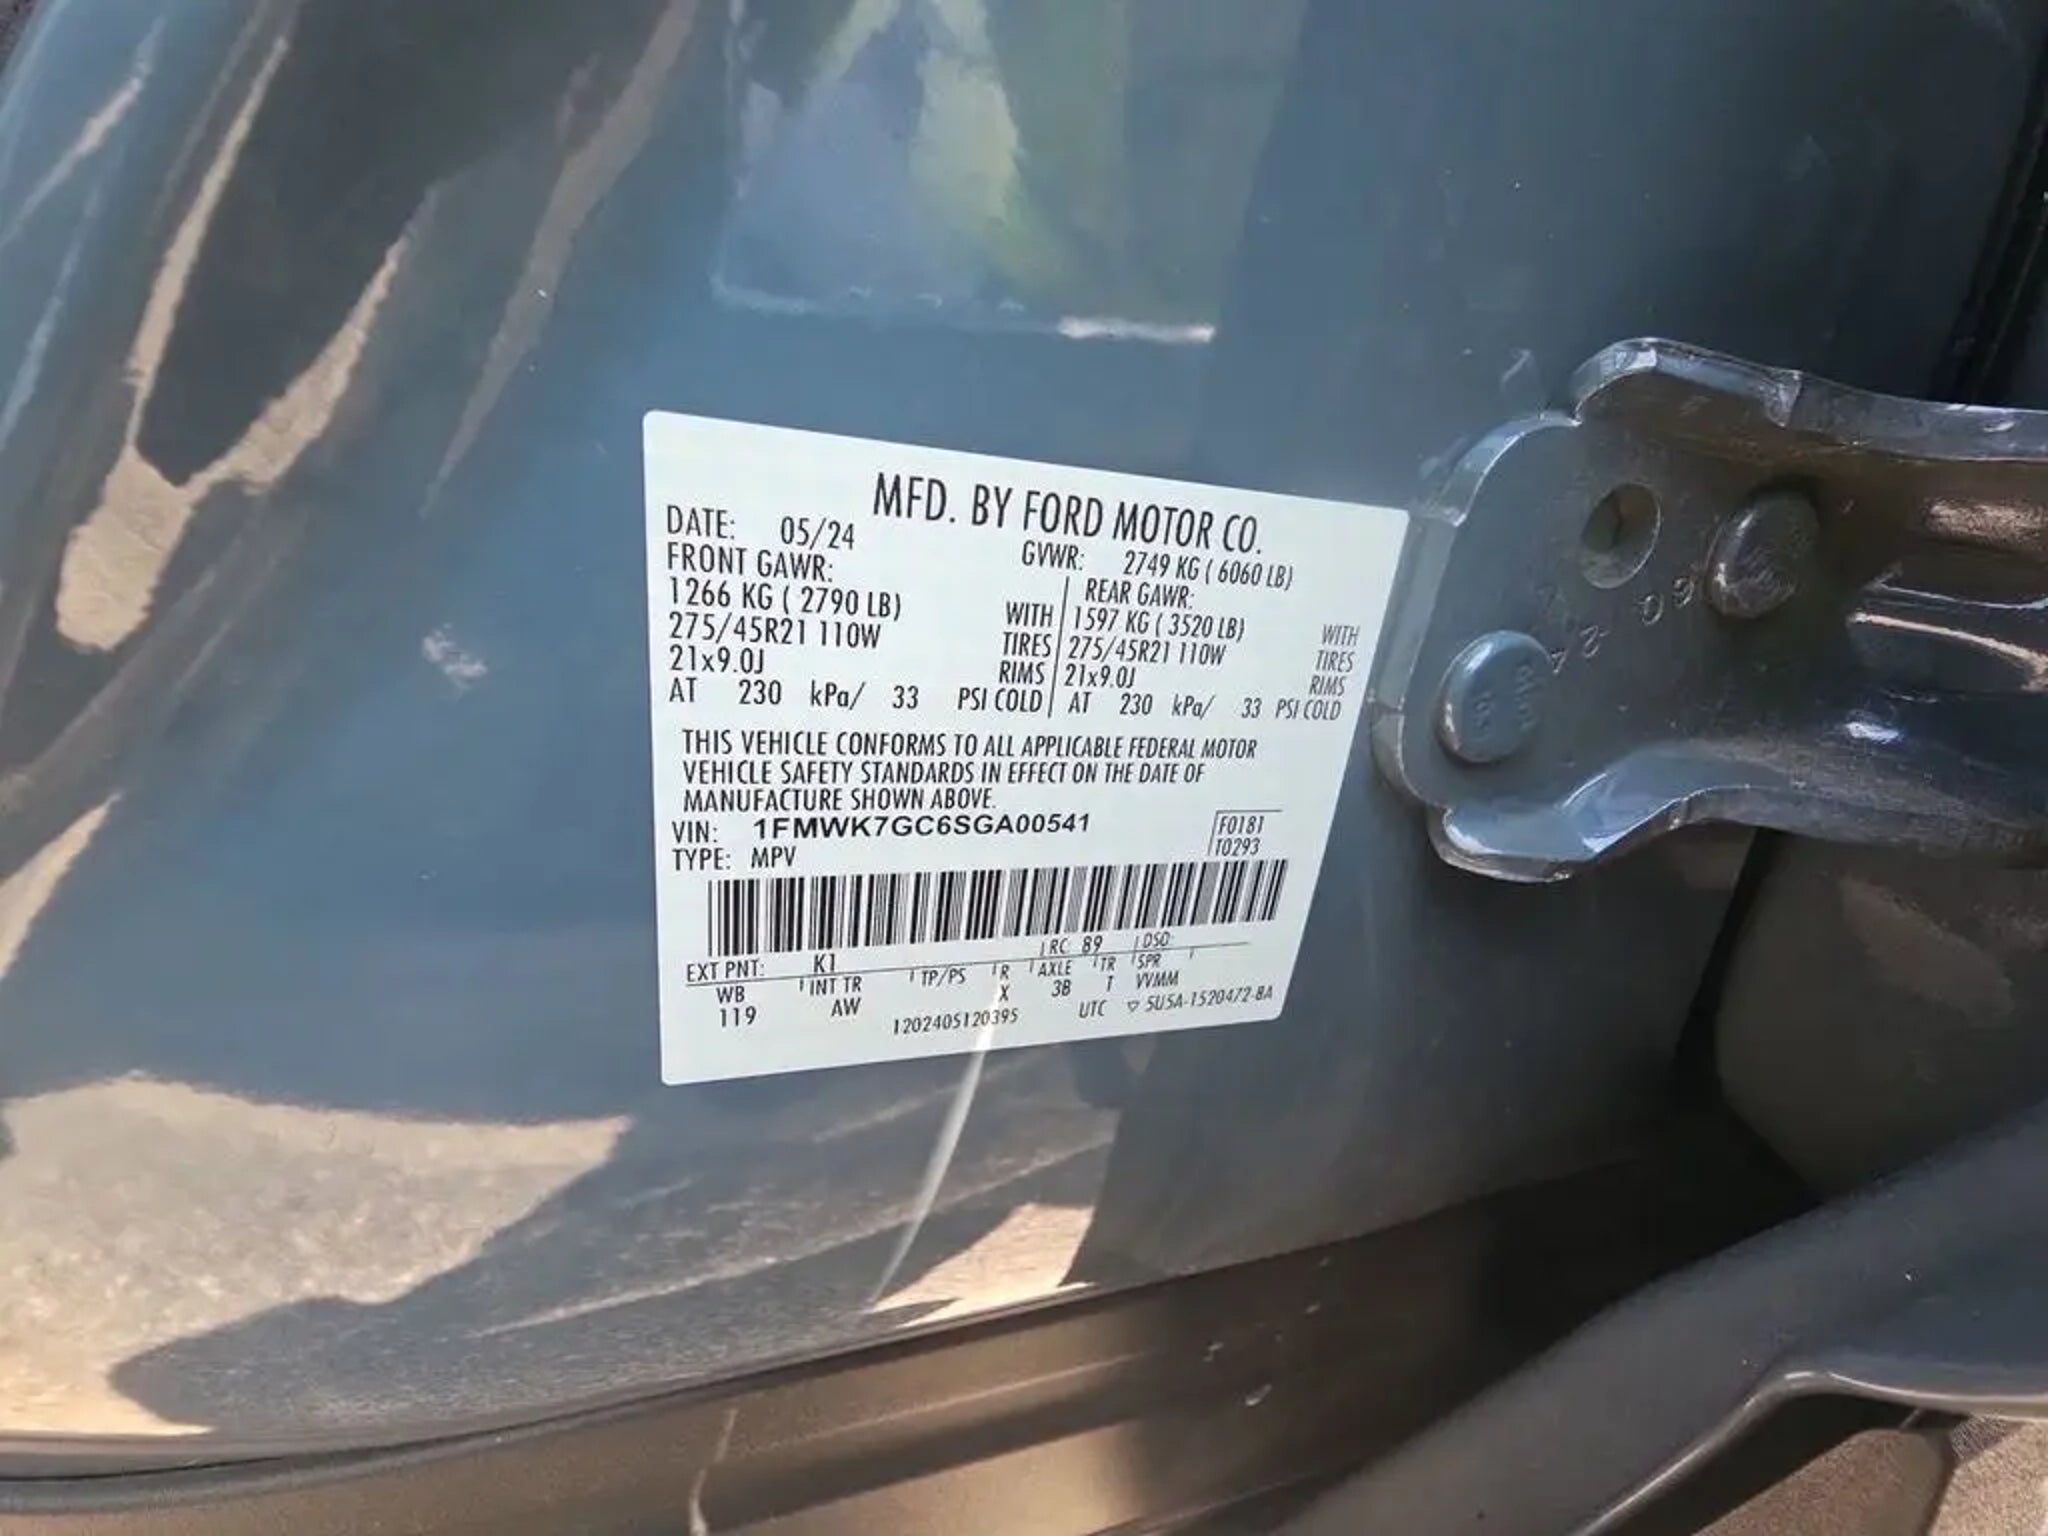 MFD. BY FORD MOTOR CO.
DATE: 05/24 GVWR: 2749 KG ( 6060 LB)
FRONT GAWR: REAR GAWR:
1266 KG ( 2790 LB) WITH 1597 KG ( 3520 LB) WITH
275/45R21 110W TIRES 275/45R21 110W TIRES
21x9.0J RIMS 21x9.0J RIMS
AT 230 kPa/ 33 PSI COLD AT 230 kPa/ 33 PSI COLD
THIS VEHICLE CONFORMS TO ALL APPLICABLE FEDERAL MOTOR
VEHICLE SAFETY STANDARDS IN EFFECT ON THE DATE OF
MANUFACTURE SHOWN ABOVE.
VIN: 1FMWK7GC6SGA00541 F0181
TYPE: MPV T0293
EXT PNT: K1 RC: 89 DSO:
WB INT TR TP/PS R AXLE TR SPR
119 AW X 3B T VVMM
1202405120395 UTC ▽ 5U5A-1520472-BA